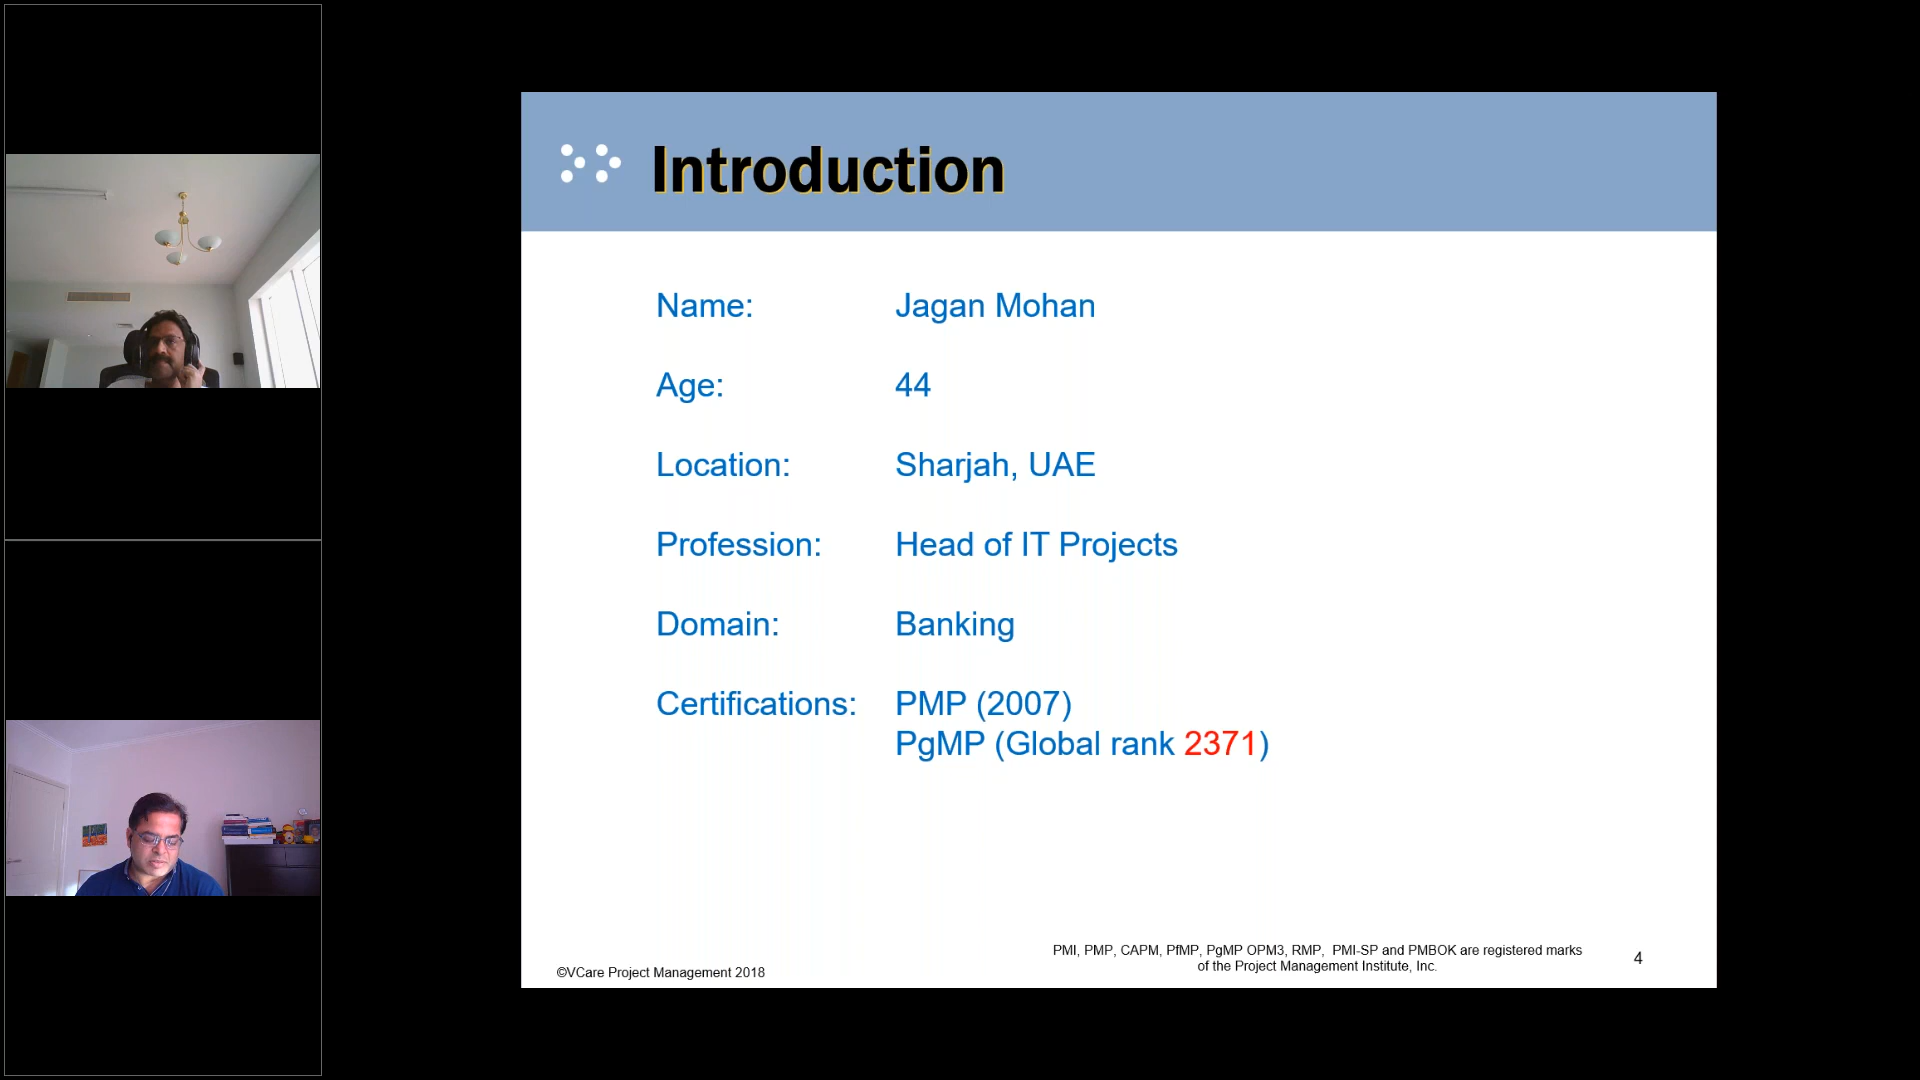 Introduction
Name: Jagan Mohan
Age: 44
Location: Sharjah, UAE
Profession: Head of IT Projects
Domain: Banking
Certifications: PMP (2007)
PgMP (Global rank 2371)
PMI, PMP, CAPM, PfMP, PgMP OPM3, RMP, PMI-SP and PMBOK are registered marks
of the Project Management Institute, Inc.
4
©VCare Project Management 2018